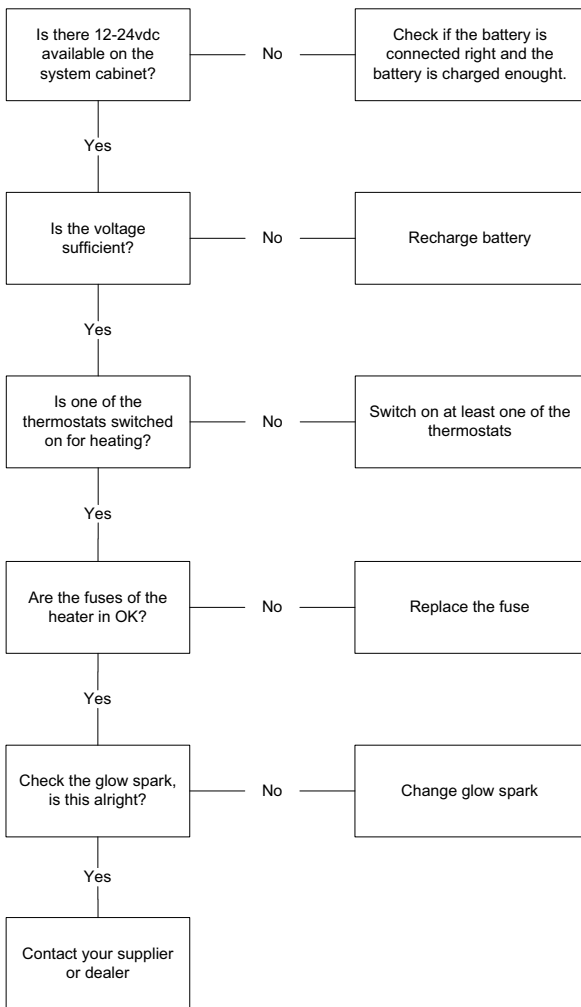 Is there 12-24vdc
available on the
system cabinet?
No
Check if the battery is
connected right and the
battery is charged enought.
Yes
Is the voltage
sufficient?
No
Recharge battery
Yes
Is one of the
thermostats switched
on for heating?
No
Switch on at least one of the
thermostats
Yes
Are the fuses of the
heater in OK?
No
Replace the fuse
Yes
Check the glow spark,
is this alright?
No
Change glow spark
Yes
Contact your supplier
or dealer